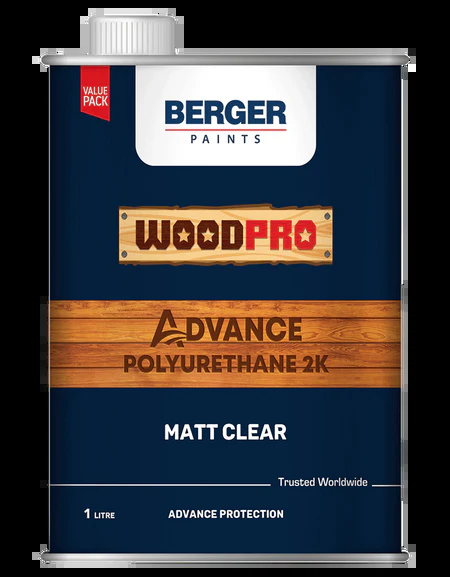 VALUE
PACK
BERGER
PAINTS
WOODPRO
ADVANCE
POLYURETHANE 2K
MATT CLEAR
Trusted Worldwide
1 LITRE
ADVANCE PROTECTION